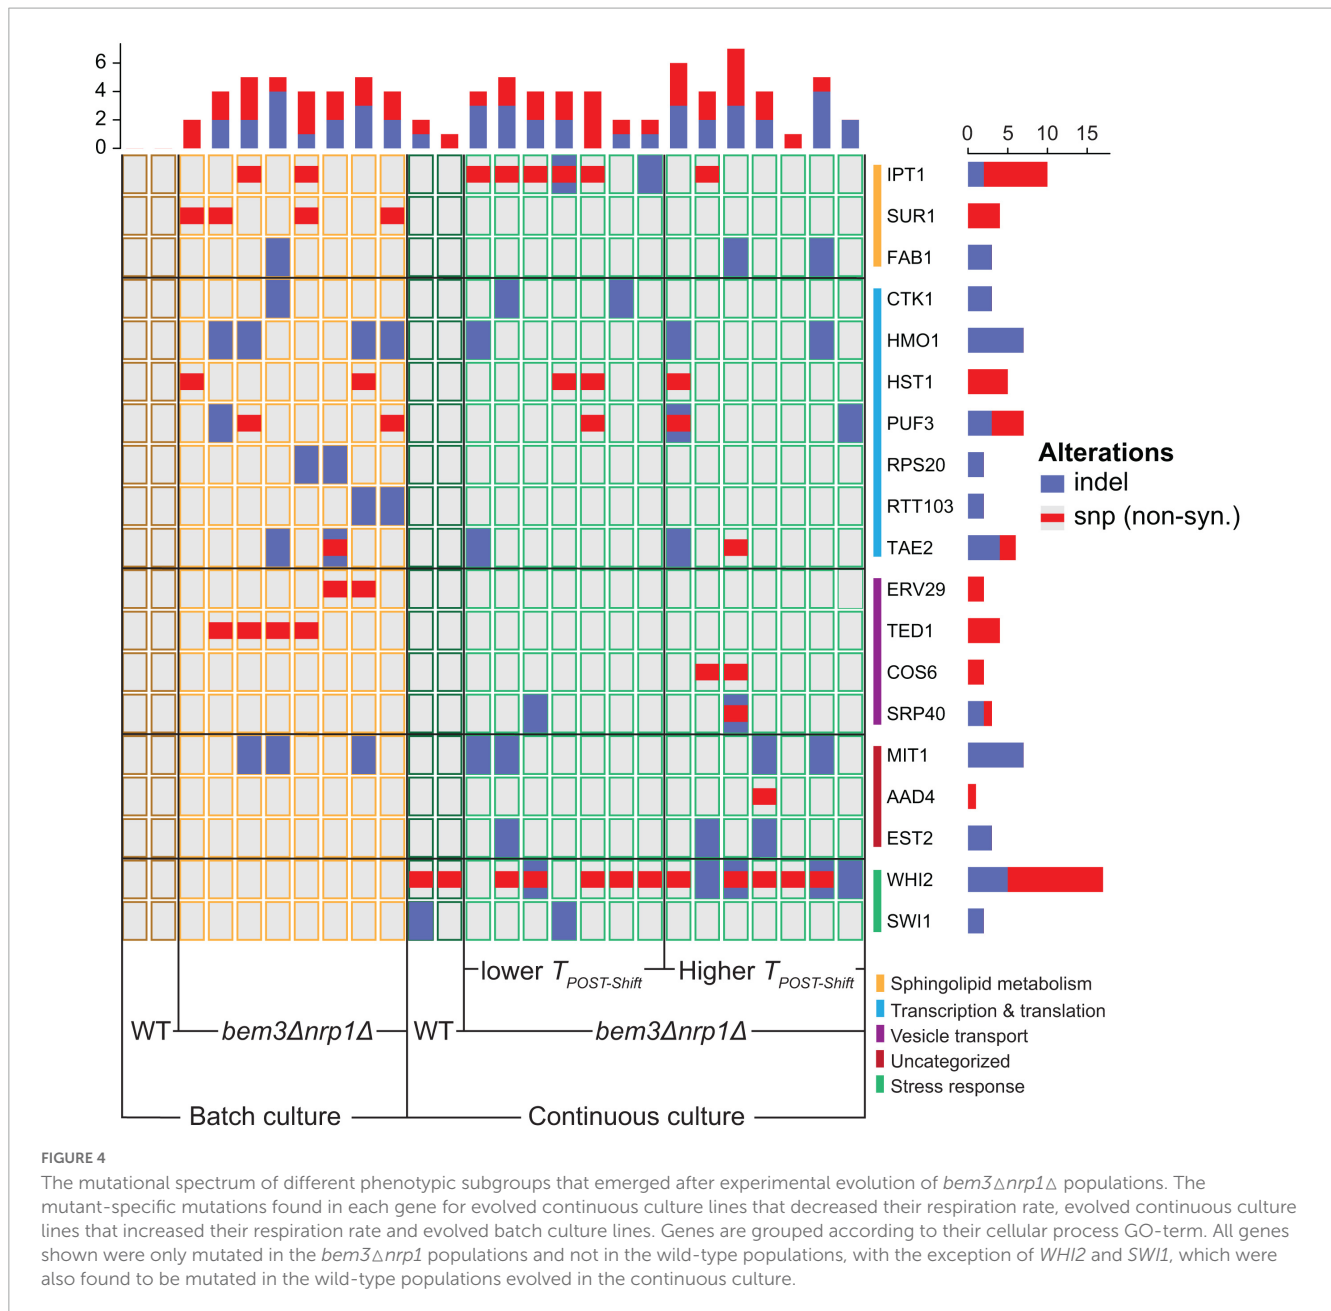 6
4
2
0
0 5 10 15
IPT1
SUR1
FAB1
CTK1
HMO1
HST1
PUF3
RPS20
RTT103
TAE2
ERV29
TED1
COS6
SRP40
MIT1
AAD4
EST2
WHI2
SWI1
Alterations
indel
snp (non-syn.)
lower T POST-Shift Higher T POST-Shift
WT bem3Δnrp1Δ WT bem3Δnrp1Δ
Batch culture Continuous culture
Sphingolipid metabolism
Transcription & translation
Vesicle transport
Uncategorized
Stress response
FIGURE 4
The mutational spectrum of different phenotypic subgroups that emerged after experimental evolution of bem3△nrp1△ populations. The
mutant-specific mutations found in each gene for evolved continuous culture lines that decreased their respiration rate, evolved continuous culture
lines that increased their respiration rate and evolved batch culture lines. Genes are grouped according to their cellular process GO-term. All genes
shown were only mutated in the bem3△nrp1 populations and not in the wild-type populations, with the exception of WHI2 and SWI1, which were
also found to be mutated in the wild-type populations evolved in the continuous culture.